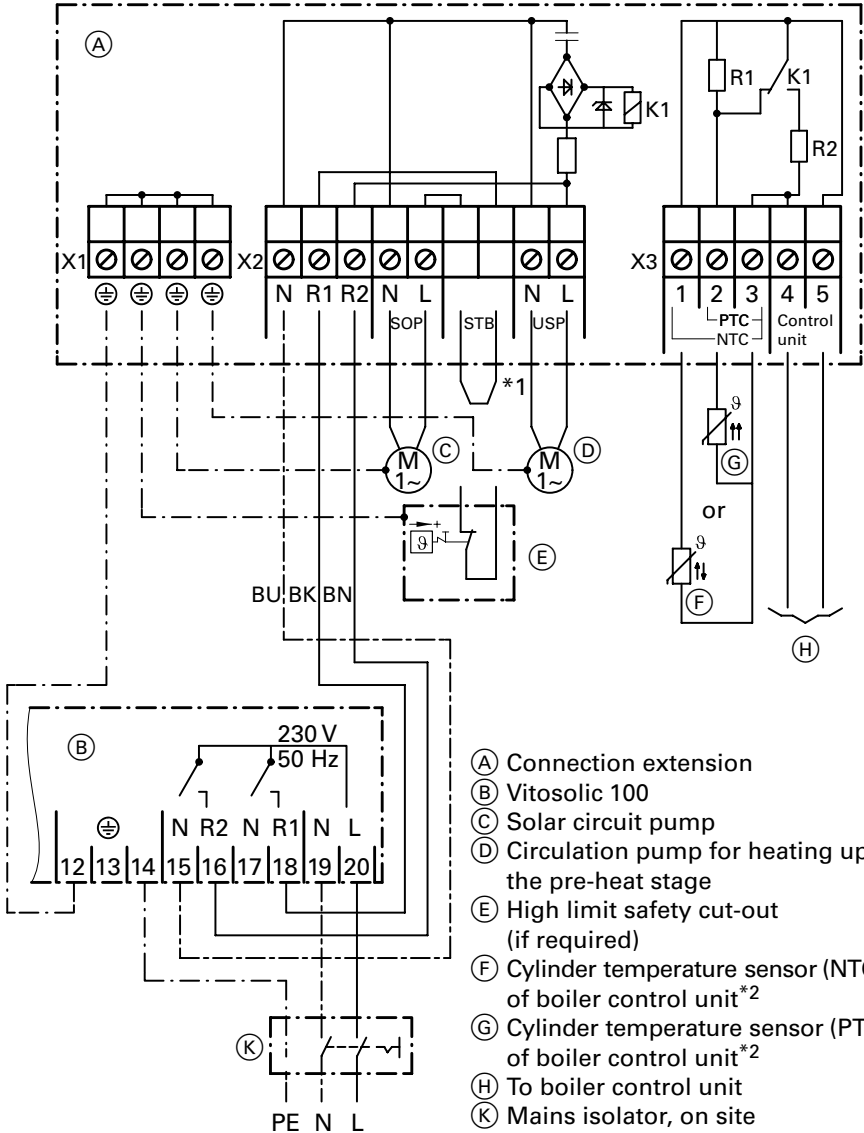 Ⓐ
K1
R1 K1
R2
X1
X2
X3
N R1 R2 N L N L
SOP STB USP
1 2 3 4 5
PTC
NTC
Control
unit
*1
M
1~
Ⓒ
M
1~
Ⓓ
ϑ
Ⓖ
or
ϑ
Ⓕ
+
ϑ
Ⓔ
BU BK BN
Ⓗ
Ⓑ
230 V
50 Hz
N R2 N R1 N L
12 13 14 15 16 17 18 19 20
Ⓚ
PE N L
Ⓐ Connection extension
Ⓑ Vitosolic 100
Ⓒ Solar circuit pump
Ⓓ Circulation pump for heating up
the pre-heat stage
Ⓔ High limit safety cut-out
(if required)
Ⓕ Cylinder temperature sensor (NTC
of boiler control unit*2
Ⓖ Cylinder temperature sensor (PT
of boiler control unit*2
Ⓗ To boiler control unit
Ⓚ Mains isolator, on site